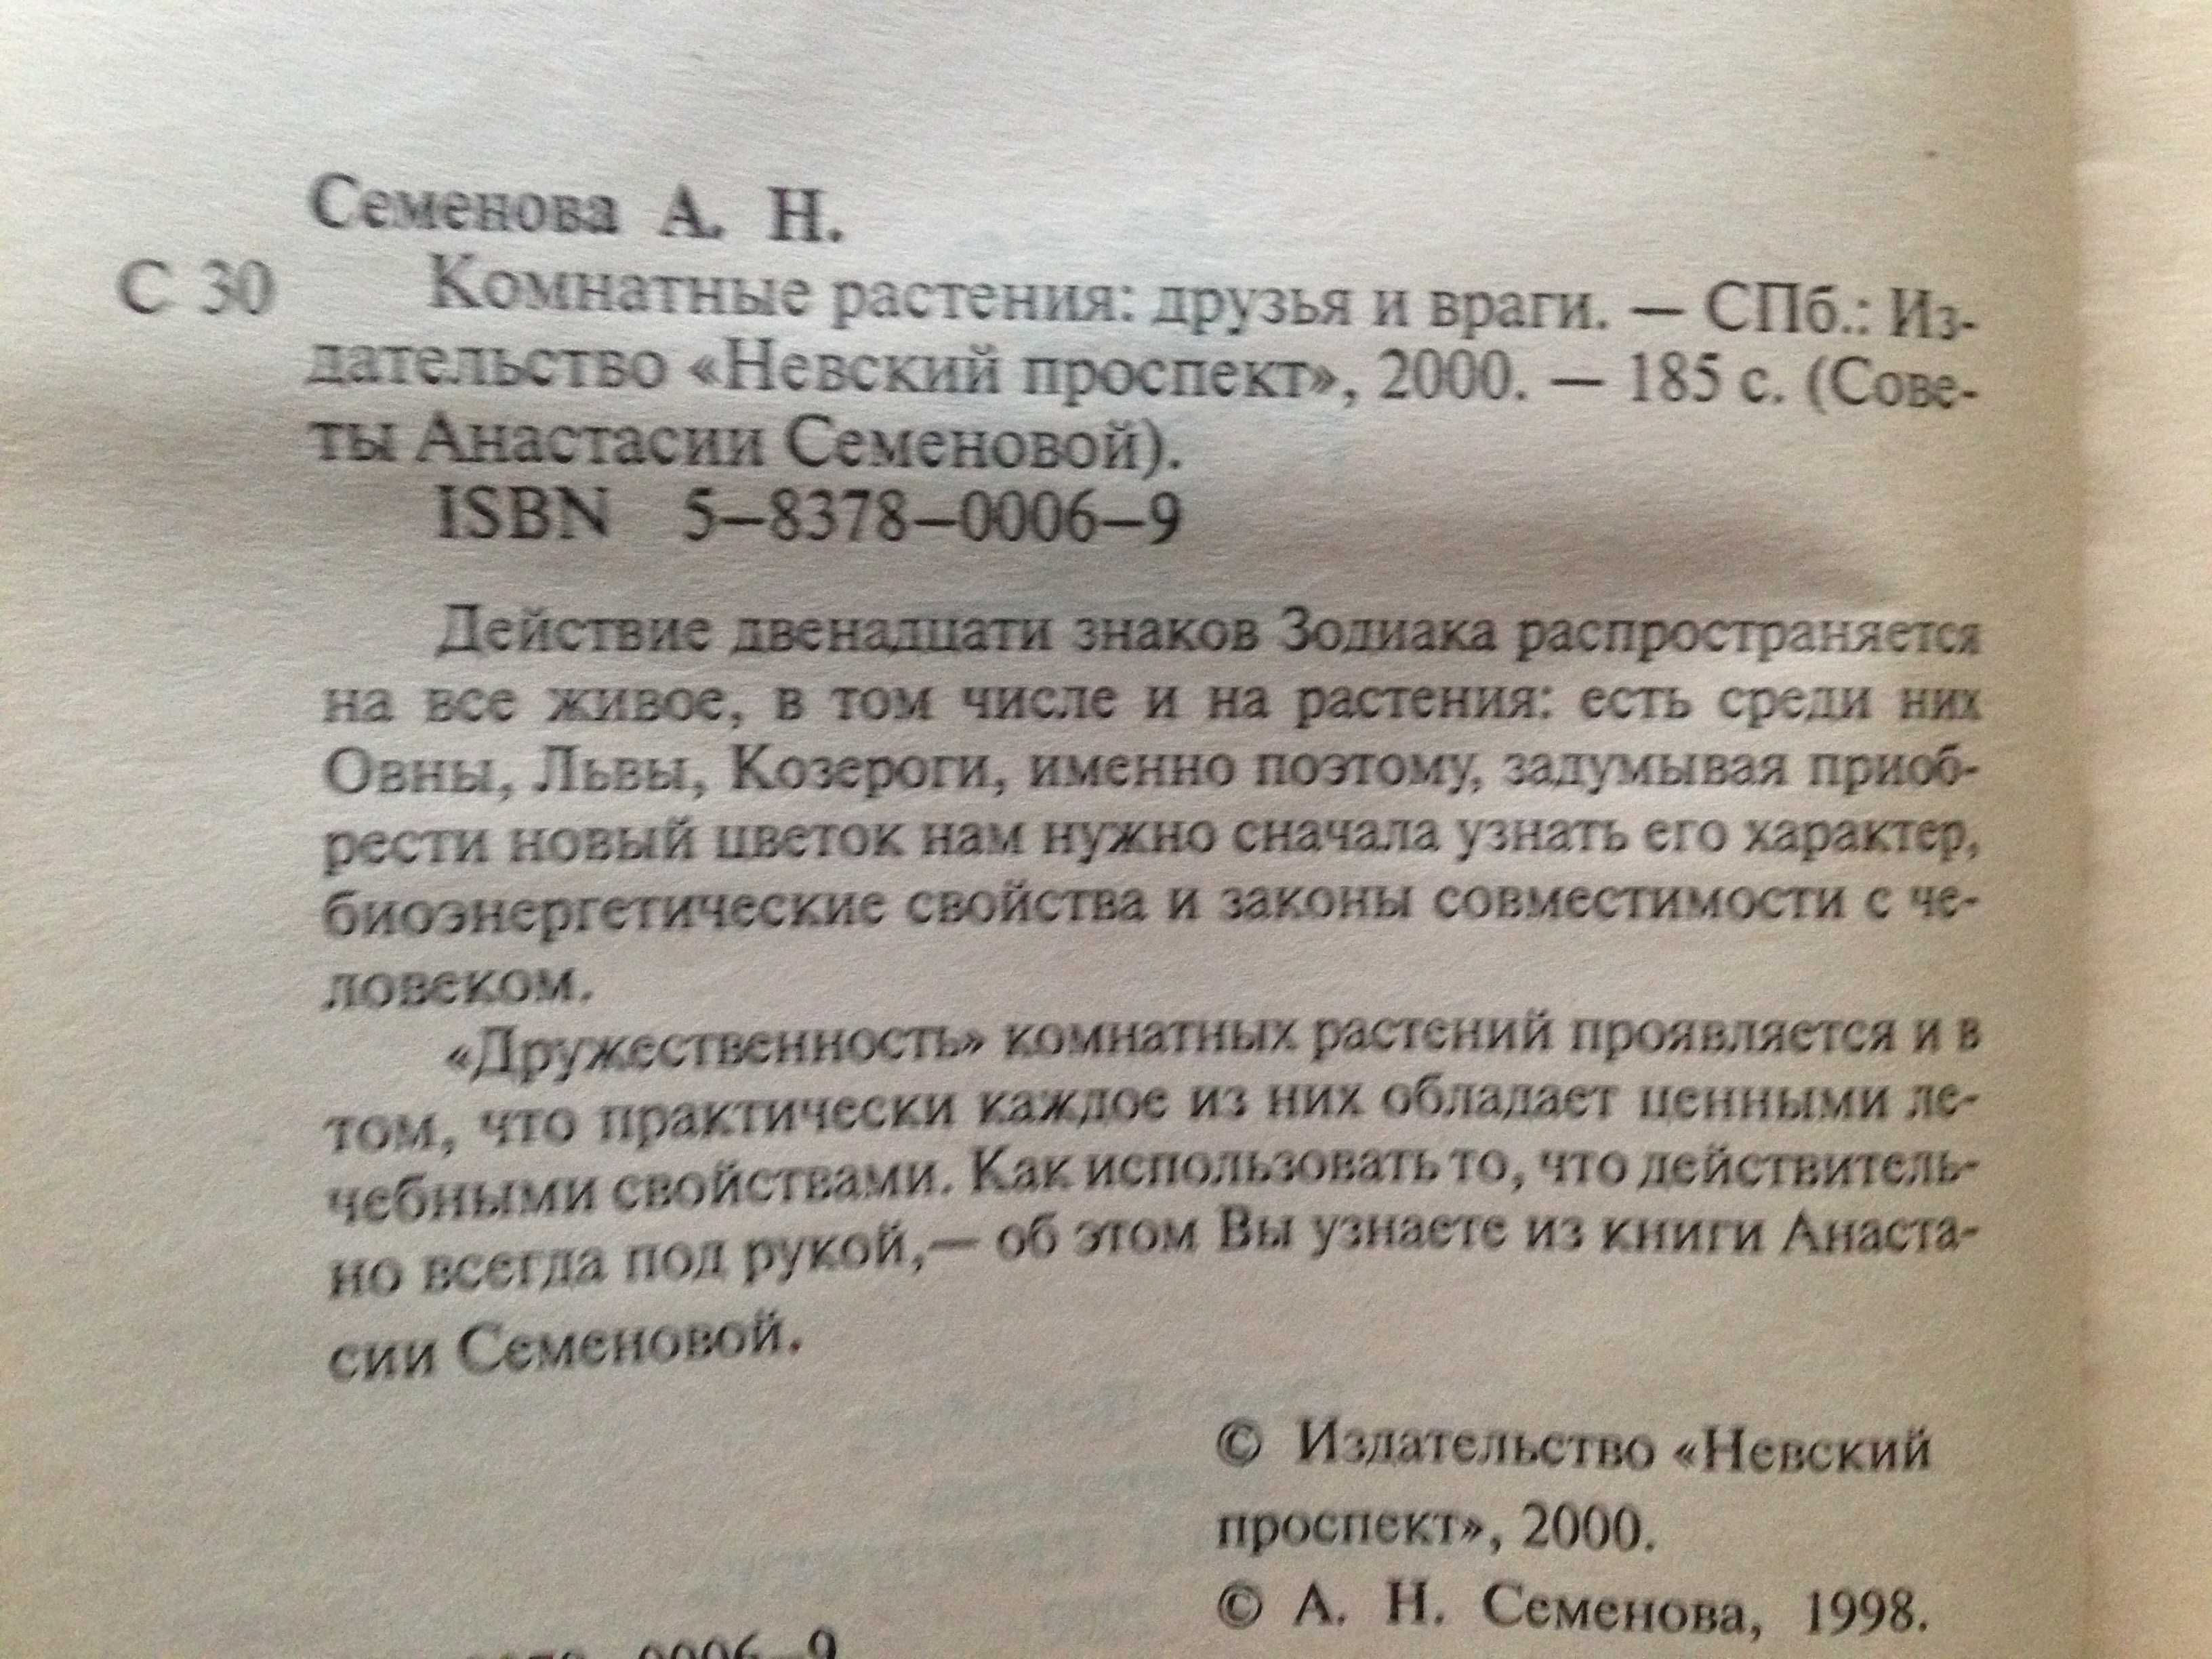 Семенова А. Н.
С 30 Комнатные растения: друзья и враги. — СПб.: Из-
дательство «Невский проспект», 2000. — 185 с. (Сове-
ты Анастасии Семеновой).
ISBN 5–8378–0006–9
Действие двенадцати знаков Зодиака распространяется
на все живое, в том числе и на растения: есть среди них
Овны, Львы, Козероги, именно поэтому, задумывая приоб-
рести новый цветок нам нужно сначала узнать его характер,
биоэнергетические свойства и законы совместимости с че-
ловеком.
«Дружественность» комнатных растений проявляется и в
том, что практически каждое из них обладает ценными ле-
чебными свойствами. Как использовать то, что действитель-
но всегда под рукой,— об этом Вы узнаете из книги Анаста-
сии Семеновой.
© Издательство «Невский
проспект», 2000.
© А. Н. Семенова, 1998.
0006–9